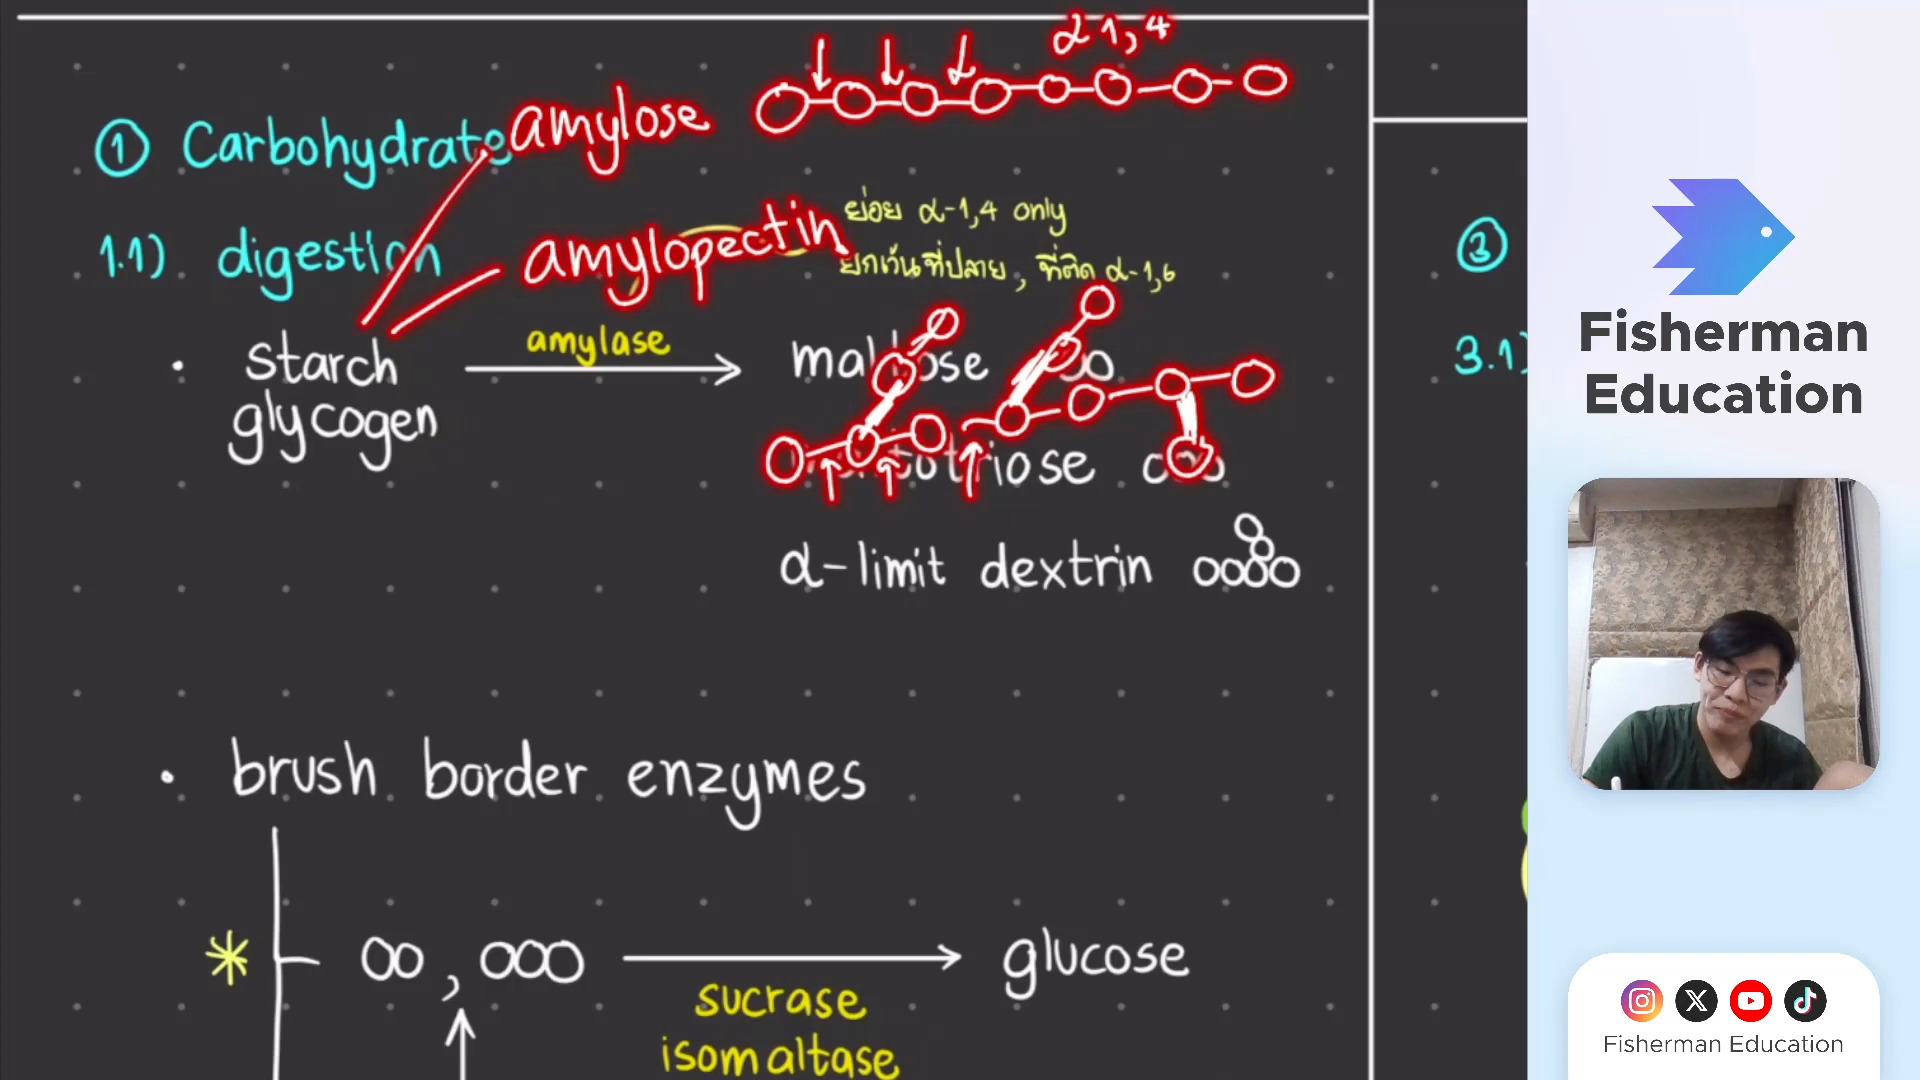 α 1,4
amylose
① Carbohydrate
amylopectin
ย่อย α-1,4 only
ยกเว้นที่ปลาย, ที่ติด α-1,6
1.1) digestion
③
3.1)
amylase
• starch
glycogen
maltose
maltotriose
α-limit dextrin
• brush border enzymes
* glucose
sucrase
isomaltase
Fisherman
Education
Fisherman Education